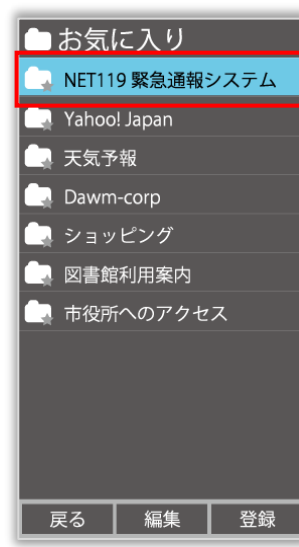 お気に入り
NET119 緊急通報システム
Yahoo! Japan
天気予報
Dawm-corp
ショッピング
図書館利用案内
市役所へのアクセス
戻る 編集 登録